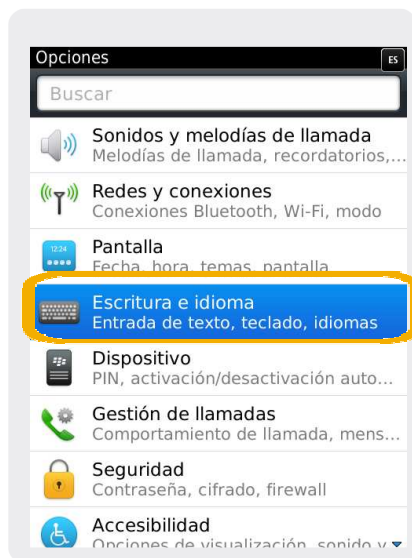 Opciones ES
Buscar
Sonidos y melodías de llamada
Melodías de llamada, recordatorios,...
Redes y conexiones
Conexiones Bluetooth, Wi-Fi, modo
12:24
Pantalla
Fecha, hora, temas, pantalla
Escritura e idioma
Entrada de texto, teclado, idiomas
Dispositivo
PIN, activación/desactivación auto...
Gestión de llamadas
Comportamiento de llamada, mens...
Seguridad
Contraseña, cifrado, firewall
Accesibilidad
Opciones de visualización, sonido y